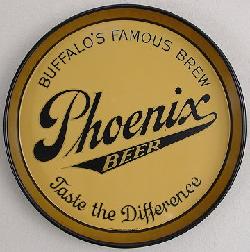 BUFFALO'S FAMOUS BREW
Phoenix
BEER
Taste the Difference